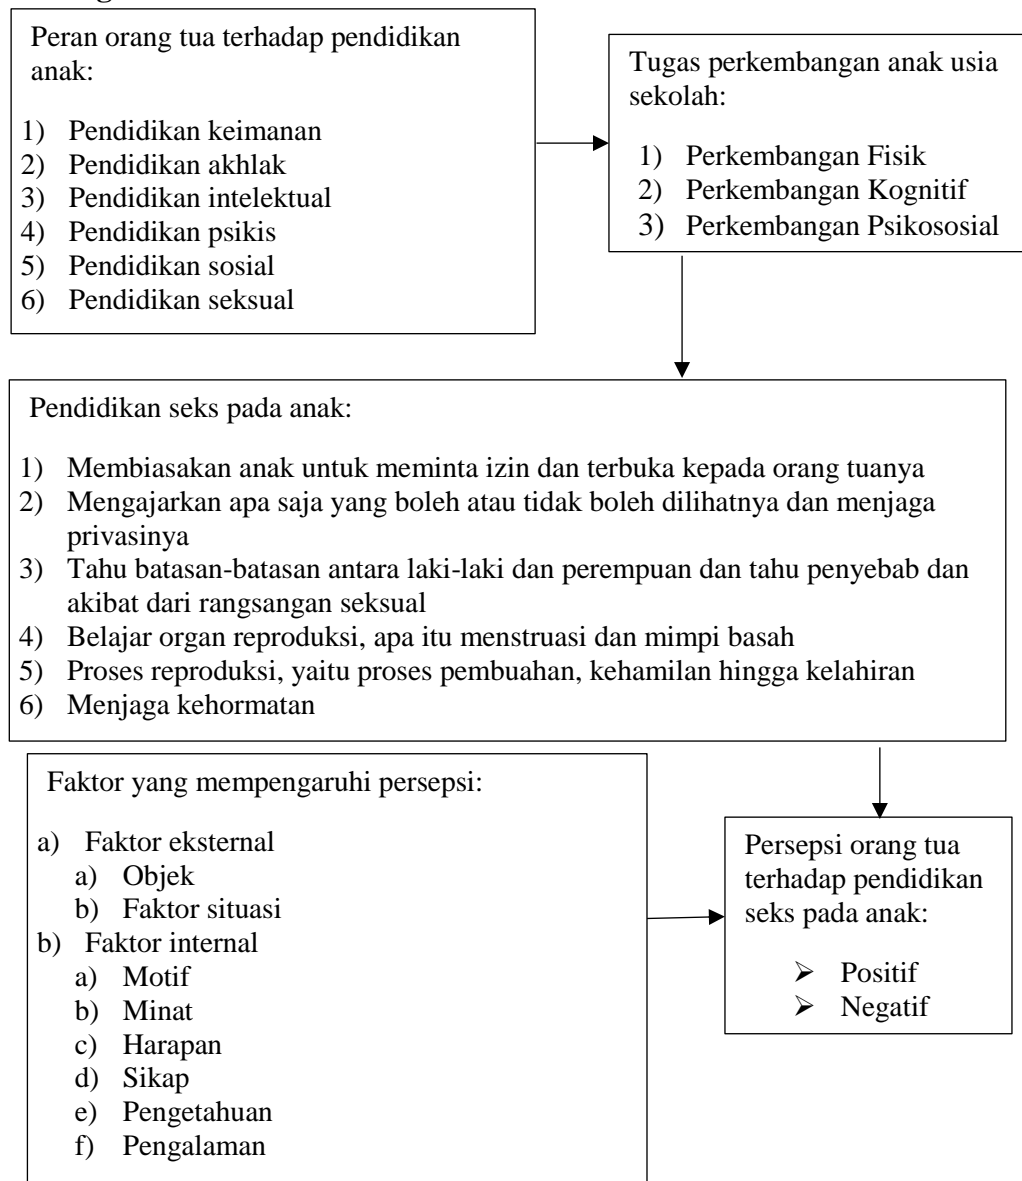 Peran orang tua terhadap pendidikan
anak:
1) Pendidikan keimanan
2) Pendidikan akhlak
3) Pendidikan intelektual
4) Pendidikan psikis
5) Pendidikan sosial
6) Pendidikan seksual
Tugas perkembangan anak usia
sekolah:
1) Perkembangan Fisik
2) Perkembangan Kognitif
3) Perkembangan Psikososial
Pendidikan seks pada anak:
1) Membiasakan anak untuk meminta izin dan terbuka kepada orang tuanya
2) Mengajarkan apa saja yang boleh atau tidak boleh dilihatnya dan menjaga
privasinya
3) Tahu batasan-batasan antara laki-laki dan perempuan dan tahu penyebab dan
akibat dari rangsangan seksual
4) Belajar organ reproduksi, apa itu menstruasi dan mimpi basah
5) Proses reproduksi, yaitu proses pembuahan, kehamilan hingga kelahiran
6) Menjaga kehormatan
Faktor yang mempengaruhi persepsi:
a) Faktor eksternal
a) Objek
b) Faktor situasi
b) Faktor internal
a) Motif
b) Minat
c) Harapan
d) Sikap
e) Pengetahuan
f) Pengalaman
Persepsi orang tua
terhadap pendidikan
seks pada anak:
➢ Positif
➢ Negatif